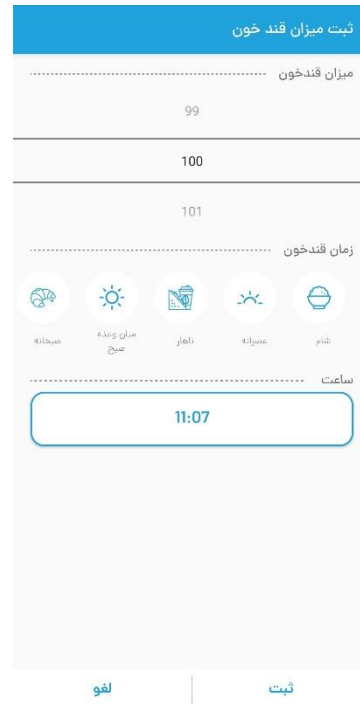 ثبت میزان قند خون
میزان قندخون
99
100
101
زمان قندخون
شام
عصرانه
ناهار
میان وعده
صبح
صبحانه
ساعت
11:07
ثبت
لغو